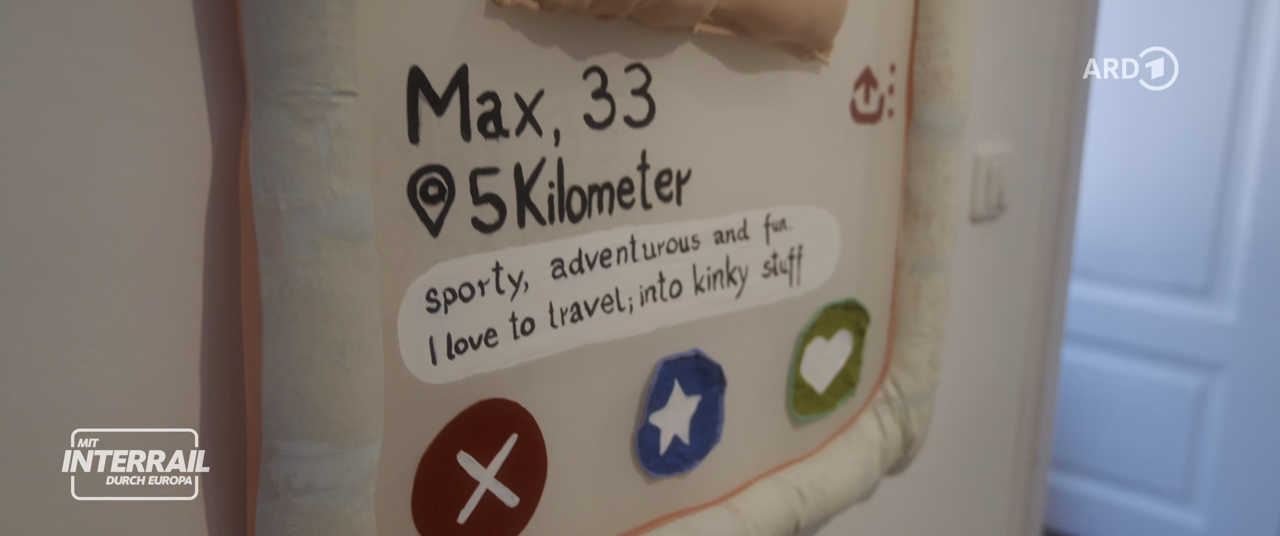 ARD 1
Max, 33
5 Kilometer
sporty, adventurous and fun.
I love to travel; into kinky stuff
MIT
INTERRAIL
DURCH EUROPA